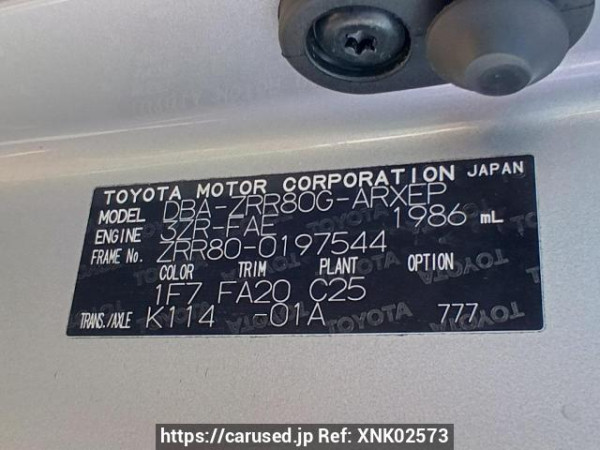 TOYOTA MOTOR CORPORATION JAPAN
MODEL DBA-ZRR80G-ARXEP
ENGINE 3ZR-FAE 1986 mL
FRAME No. ZRR80-0197544
COLOR TRIM PLANT OPTION
1F7 FA20 C25
TRANS./AXLE K114 -01A 777
https://carused.jp Ref: XNK02573